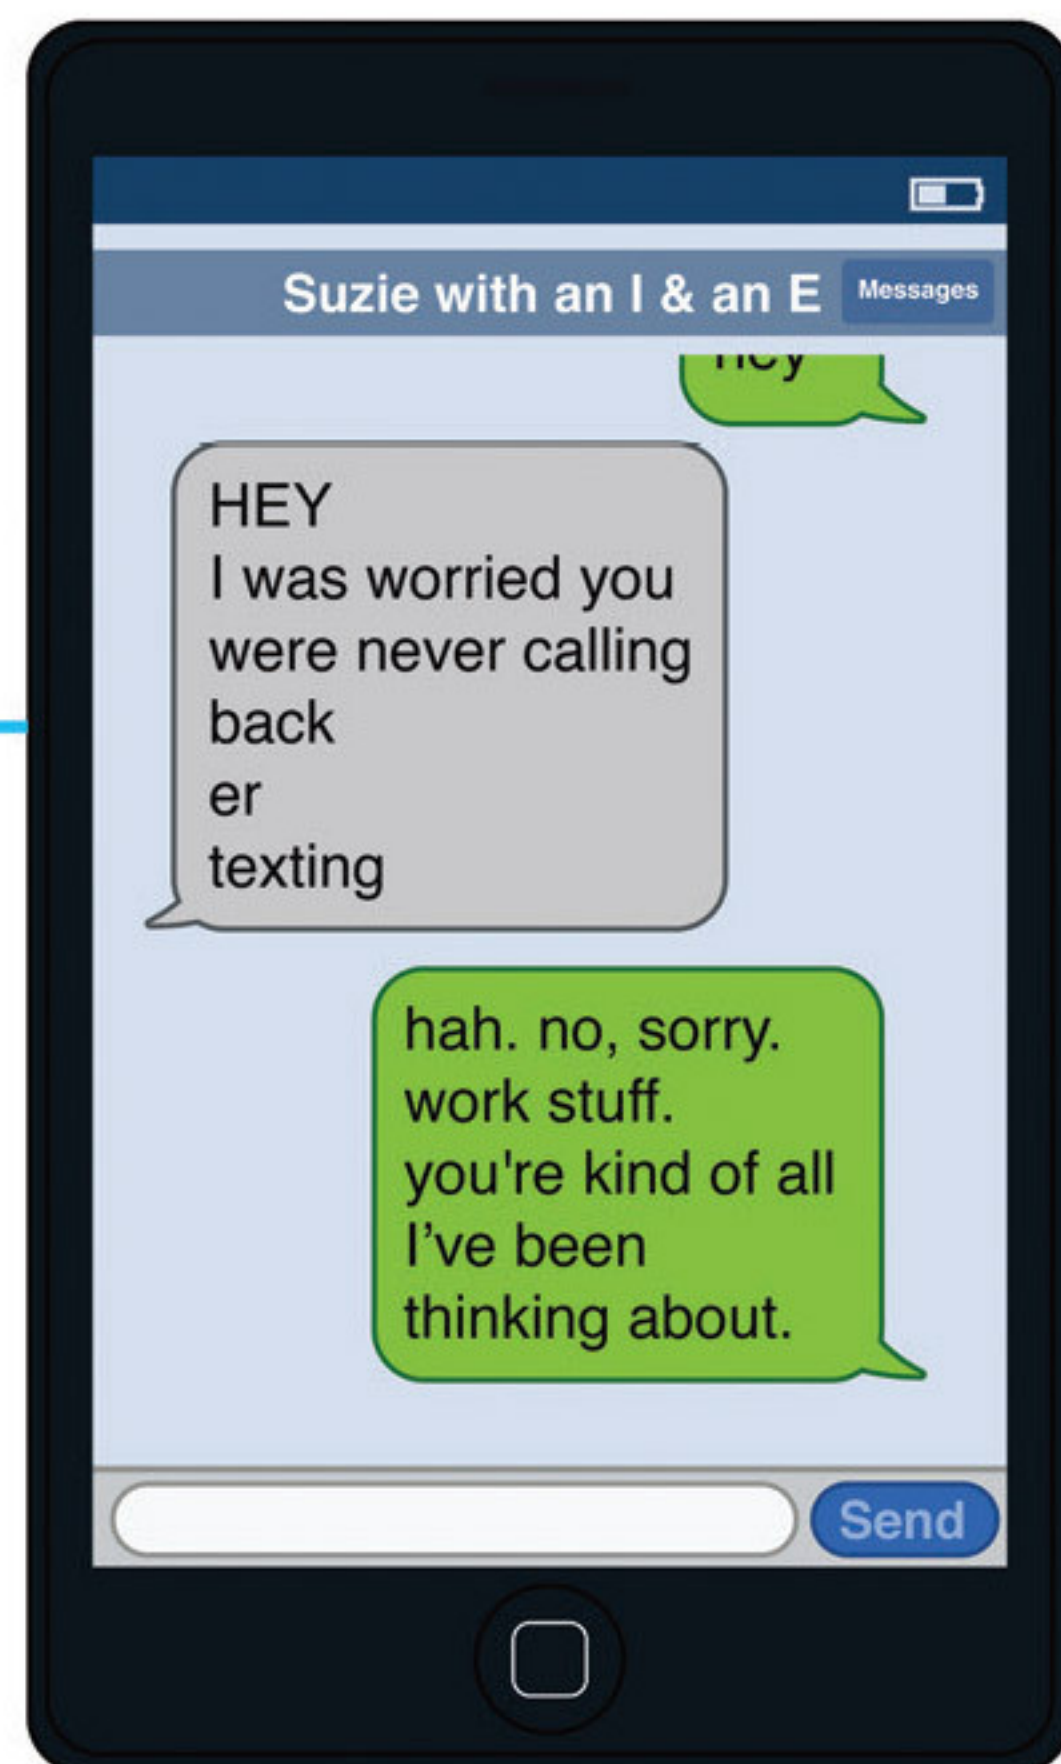 Suzie with an I & an E Messages
hey
HEY
I was worried you
were never calling
back
er
texting
hah. no, sorry.
work stuff.
you're kind of all
I’ve been
thinking about.
Send